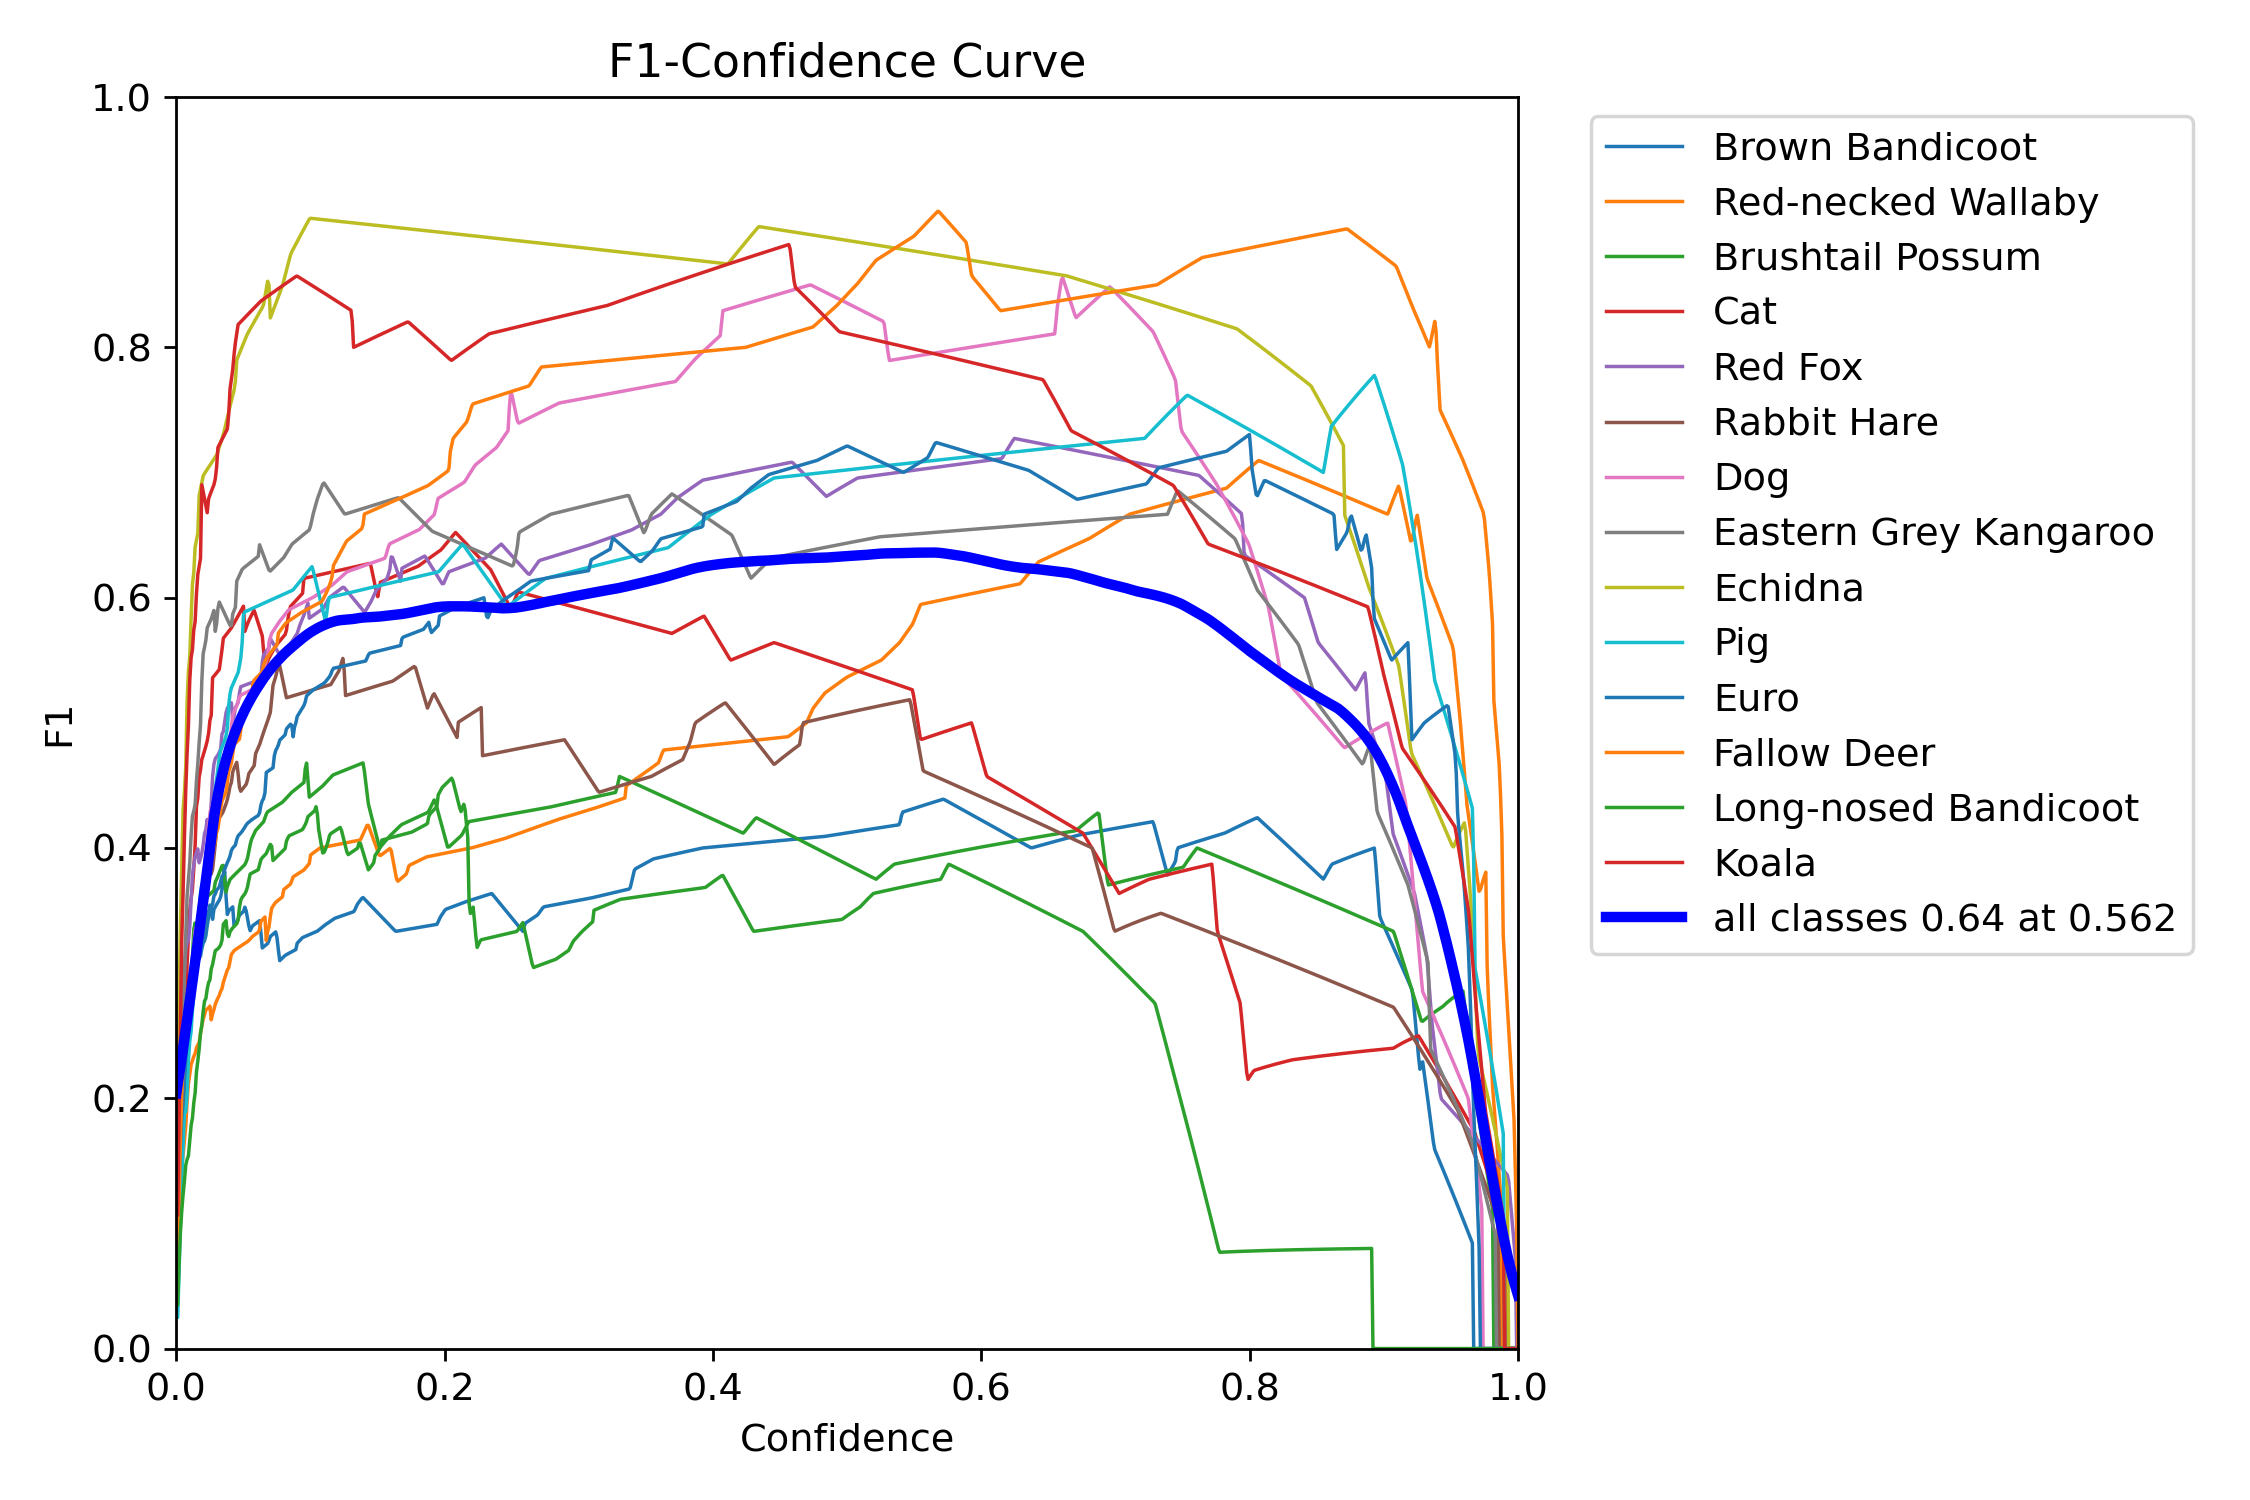 F1-Confidence Curve
1.0
0.8
0.6
0.4
0.2
0.0
F1
0.0 0.2 0.4 0.6 0.8 1.0
Confidence
Brown Bandicoot
Red-necked Wallaby
Brushtail Possum
Cat
Red Fox
Rabbit Hare
Dog
Eastern Grey Kangaroo
Echidna
Pig
Euro
Fallow Deer
Long-nosed Bandicoot
Koala
all classes 0.64 at 0.562